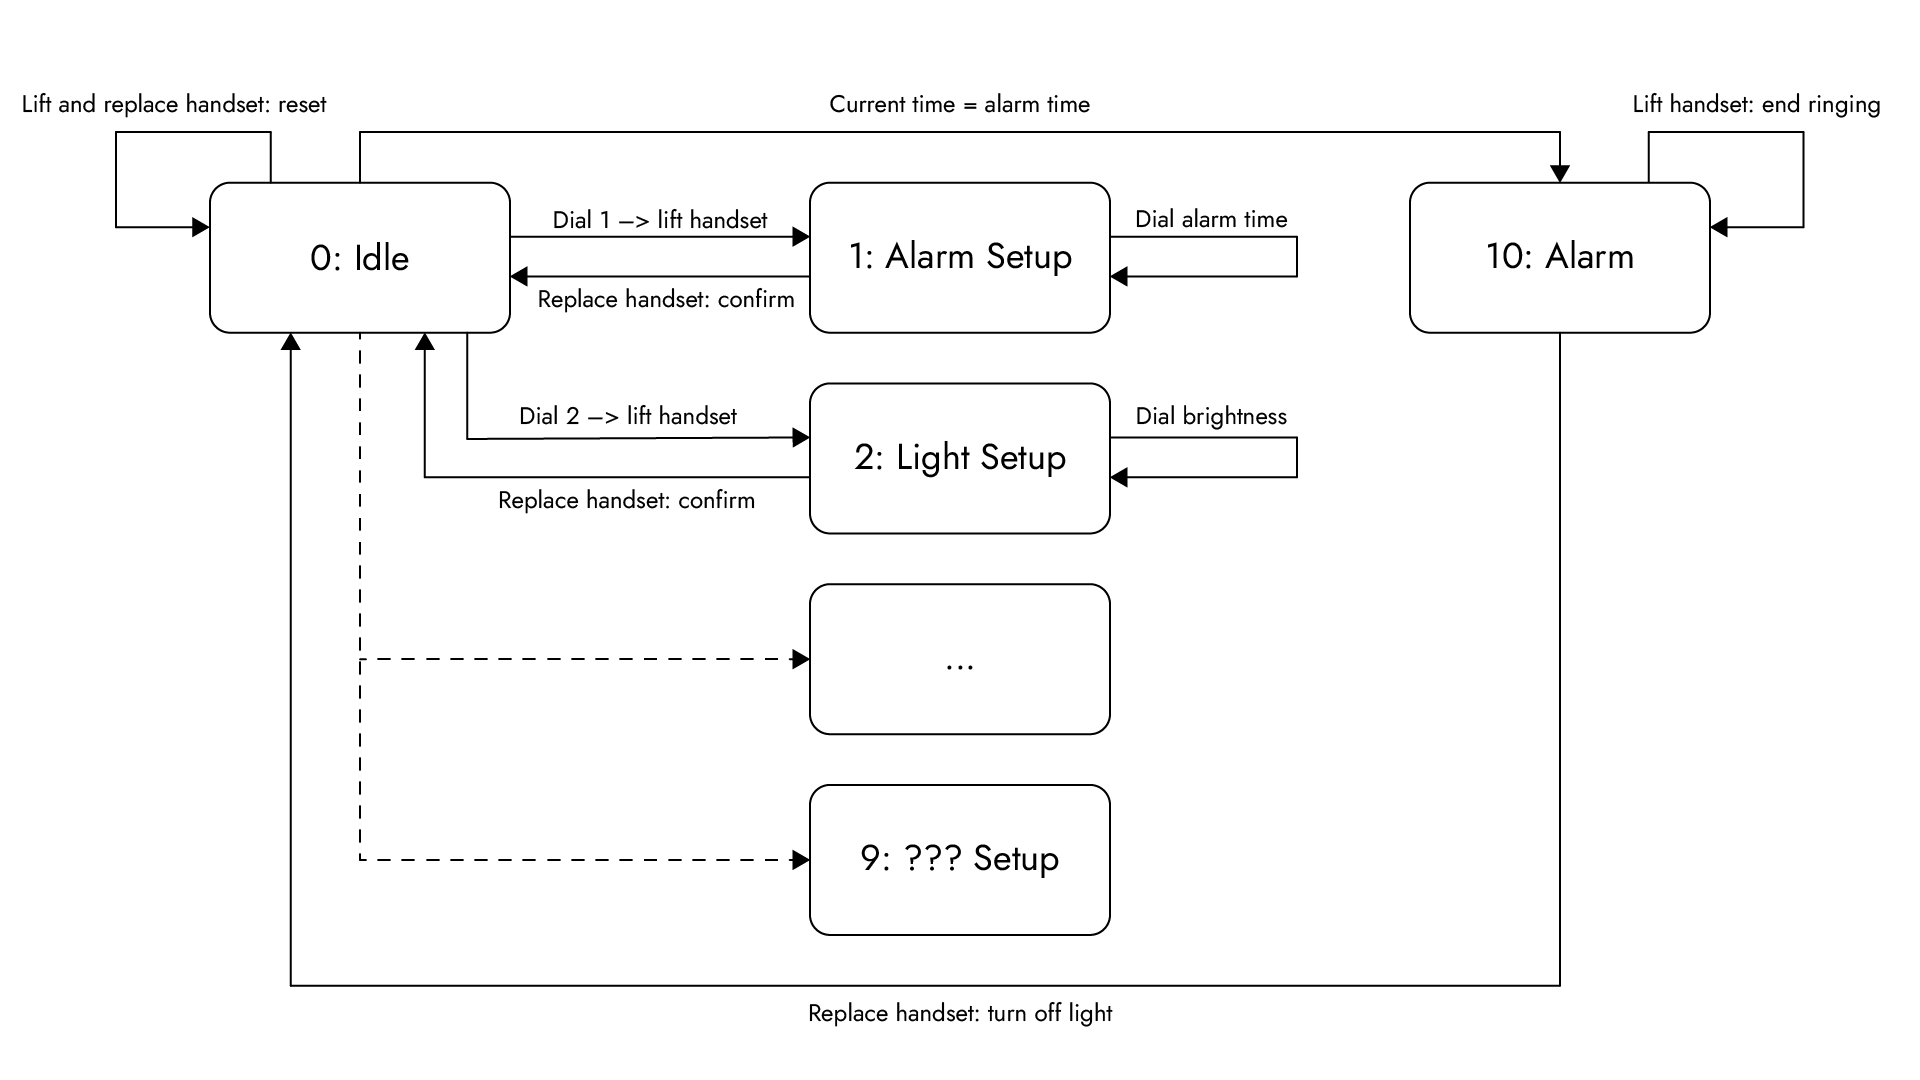 Lift and replace handset: reset
Current time = alarm time
Lift handset: end ringing
0: Idle
Dial 1 –> lift handset
Replace handset: confirm
1: Alarm Setup
Dial alarm time
10: Alarm
Dial 2 –> lift handset
Replace handset: confirm
2: Light Setup
Dial brightness
...
9: ??? Setup
Replace handset: turn off light